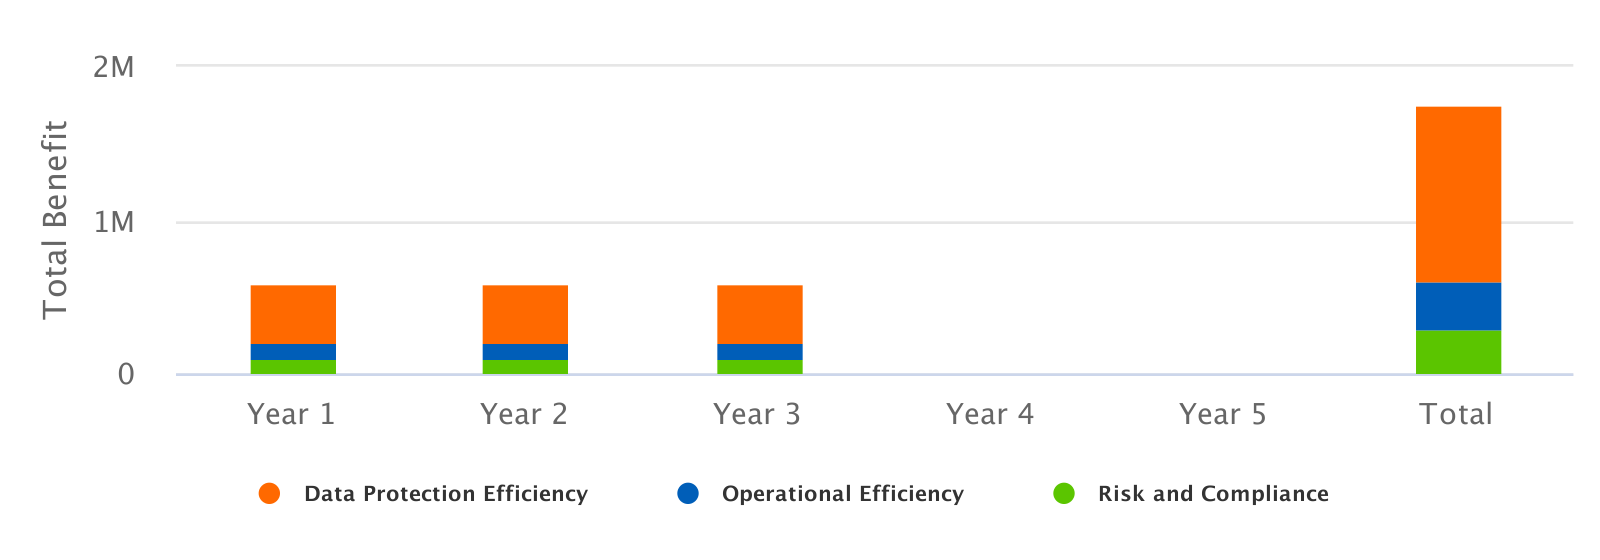 Total Benefit
2M
1M
0
Year 1 Year 2 Year 3 Year 4 Year 5 Total
Data Protection Efficiency Operational Efficiency Risk and Compliance